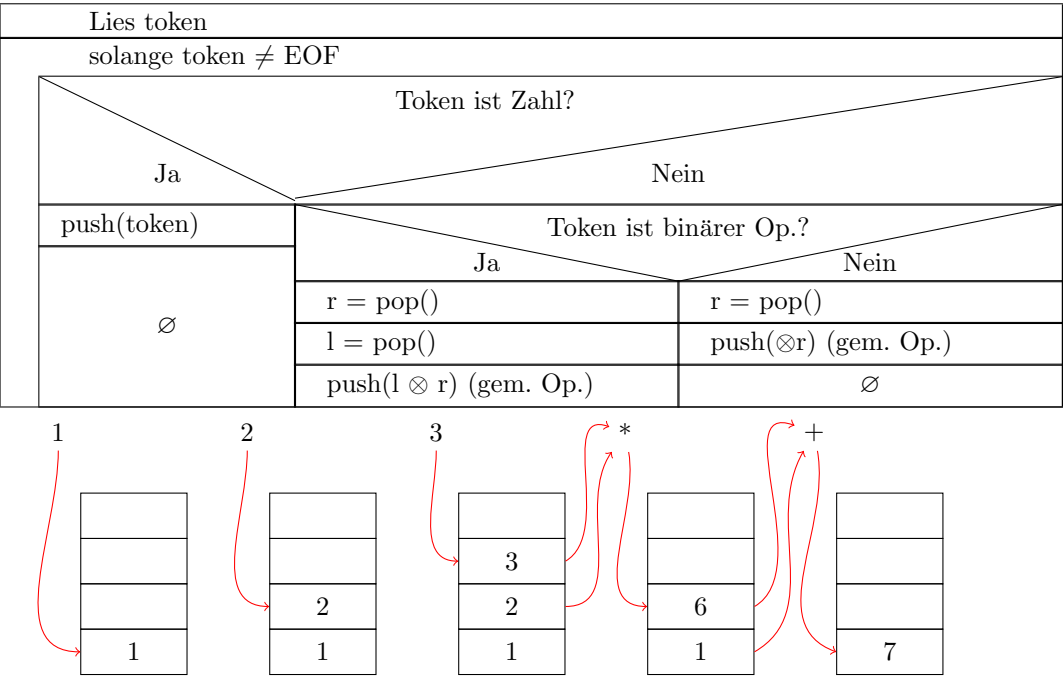 Lies token
solange token ≠ EOF
Token ist Zahl?
Ja Nein
push(token)
Token ist binärer Op.?
Ja Nein
r = pop() r = pop()
∅
l = pop() push(⊗r) (gem. Op.)
push(l ⊗ r) (gem. Op.) ∅
1 2 3 * +
3
2 2 6
1 1 1 1 7